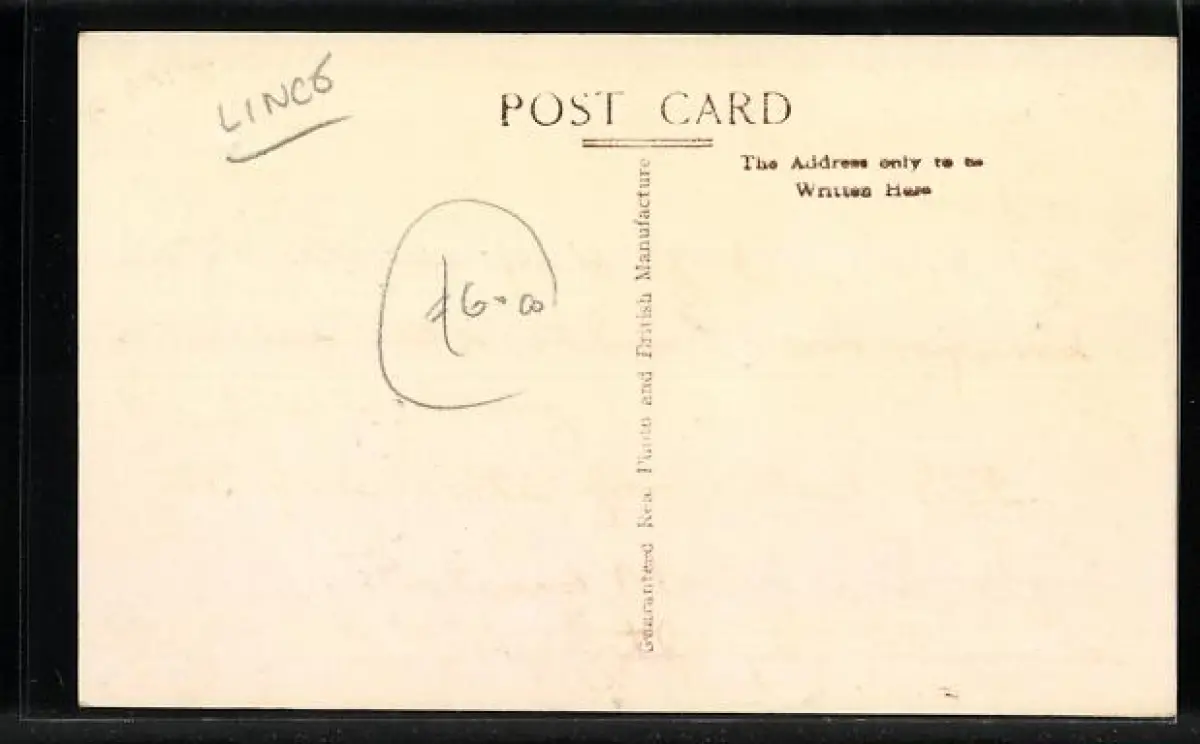 LINCS
POST CARD
The Address only to be
Written Here
£6-00
Guaranteed Real Photo and British Manufacture